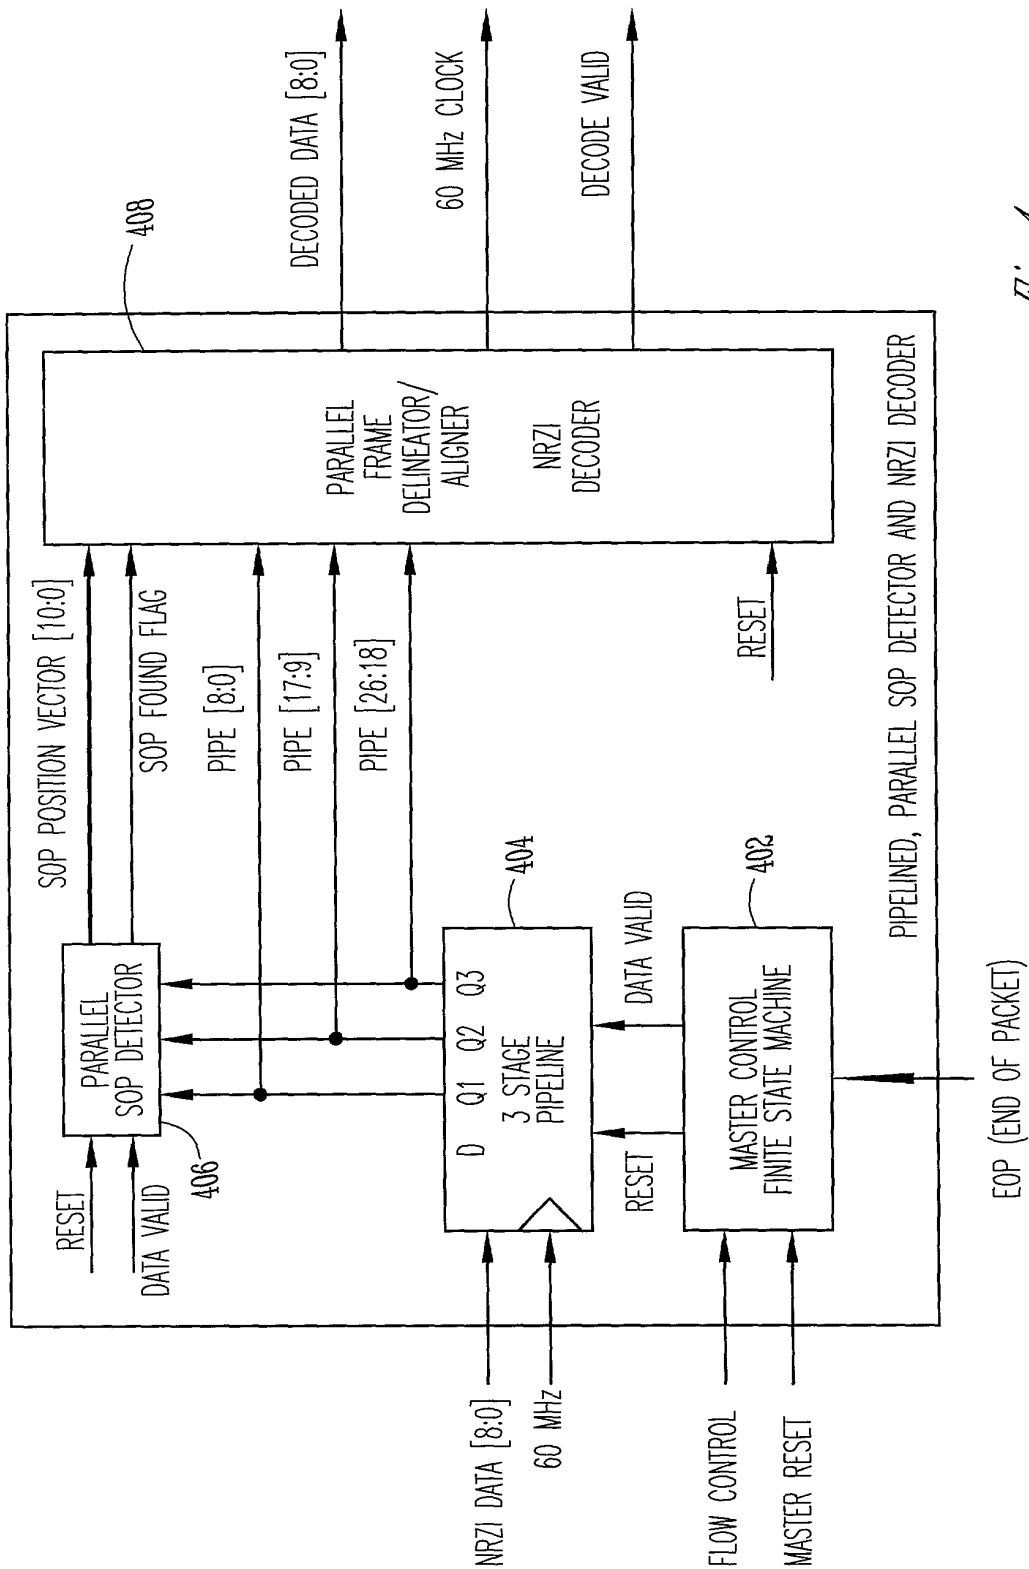 SOP POSITION VECTOR [10:0]
SOP FOUND FLAG
PIPE [8:0]
PIPE [17:9]
PIPE [26:18]
RESET
DATA VALID
PARALLEL
SOP DETECTOR
406
408
PARALLEL
FRAME
DELINEATOR/
ALIGNER
NRZI
DECODER
RESET
DECODED DATA [8:0]
60 MHz CLOCK
DECODE VALID
NRZI DATA [8:0]
60 MHz
D Q1 Q2 Q3
3 STAGE
PIPELINE
404
RESET
DATA VALID
FLOW CONTROL
MASTER RESET
MASTER CONTROL
FINITE STATE MACHINE
402
PIPELINED, PARALLEL SOP DETECTOR AND NRZI DECODER
EOP (END OF PACKET)